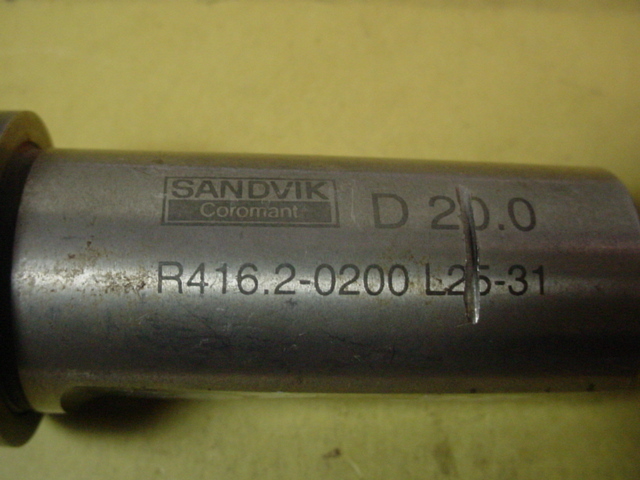 SANDVIK
Coromant
D 20.0
R416.2-0200 L25-31